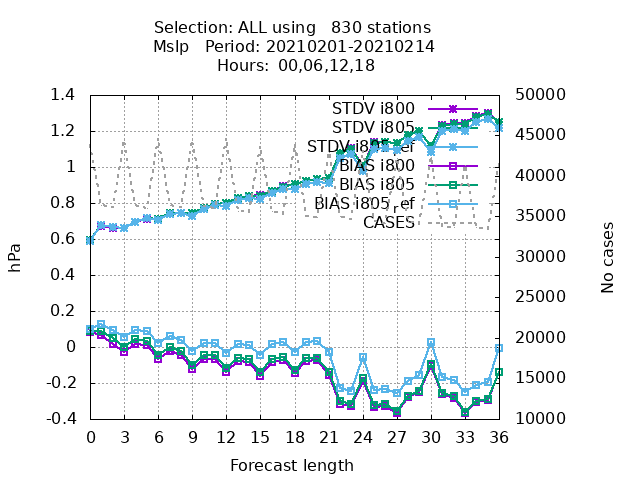 Selection: ALL using 830 stations
Mslp Period: 20210201-20210214
Hours: 00,06,12,18
1.4
1.2
1
0.8
0.6
0.4
0.2
0
-0.2
-0.4
hPa
STDV i800
STDV i805
STDV i805_ref
BIAS i800
BIAS i805
BIAS i805_ref
CASES
50000
45000
40000
35000
30000
25000
20000
15000
10000
No cases
0 3 6 9 12 15 18 21 24 27 30 33 36
Forecast length